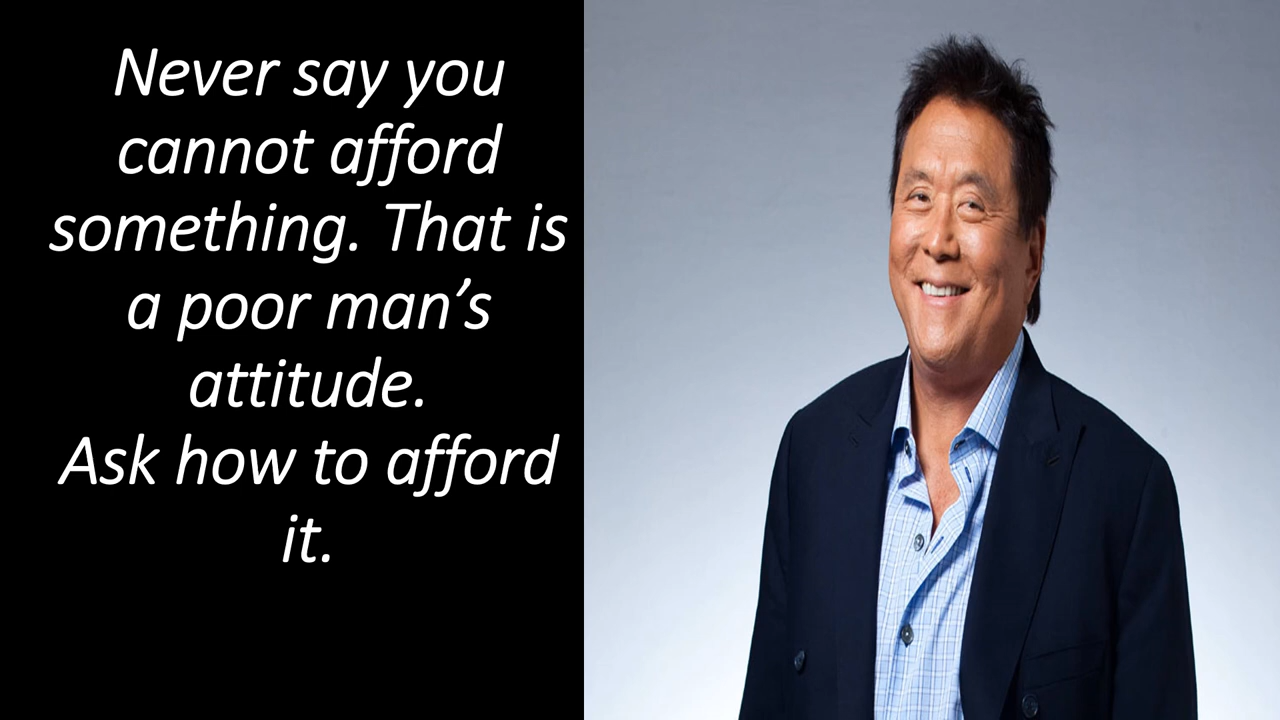 Never say you
cannot afford
something. That is
a poor man’s
attitude.
Ask how to afford
it.